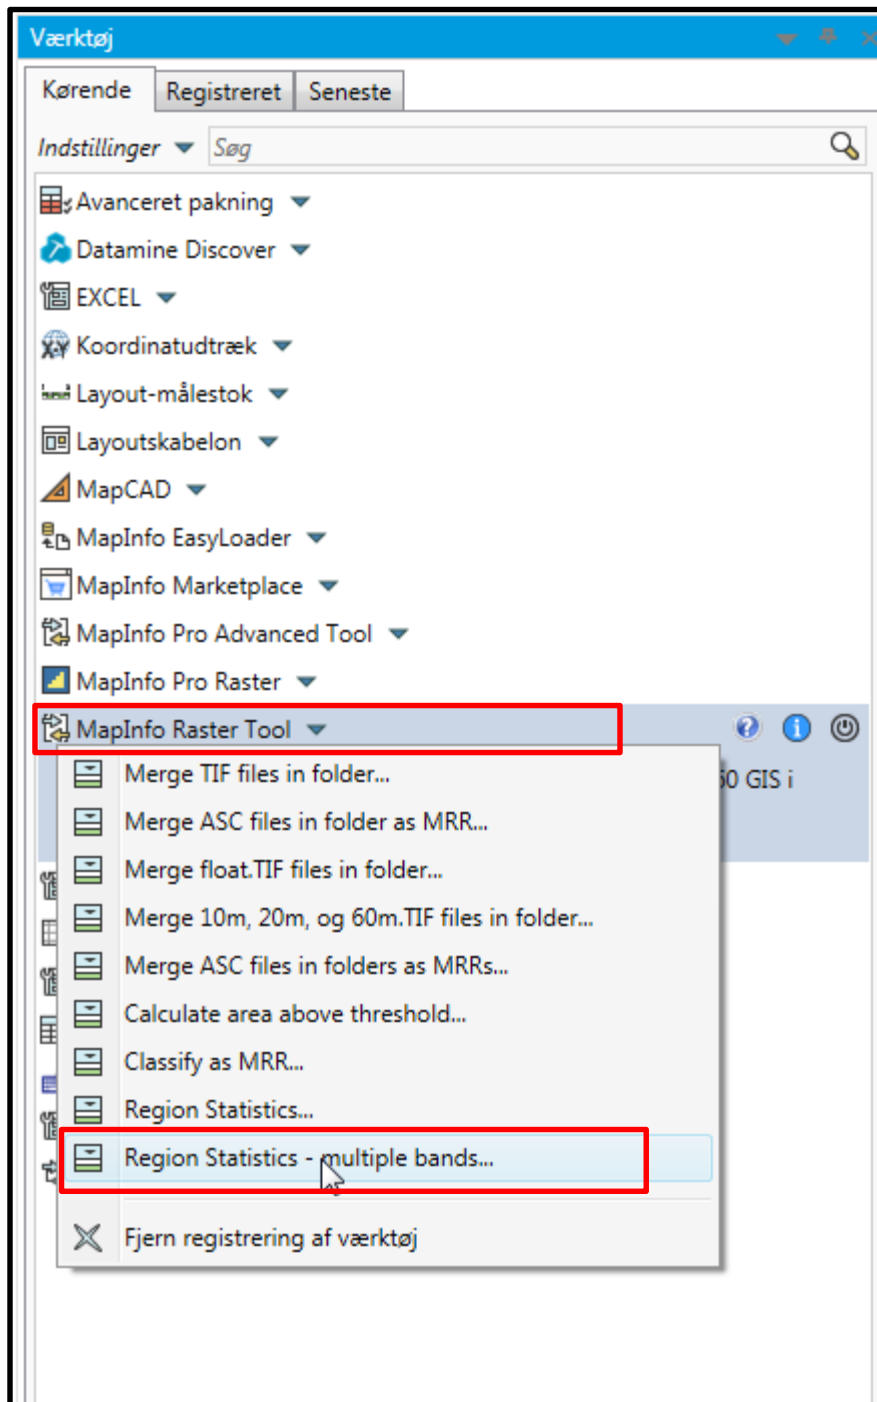 Værktøj
Kørende Registreret Seneste
Indstillinger Søg
Avanceret pakning
Datamine Discover
EXCEL
Koordinatudtræk
Layout-målestok
Layoutskabelon
MapCAD
MapInfo EasyLoader
MapInfo Marketplace
MapInfo Pro Advanced Tool
MapInfo Pro Raster
MapInfo Raster Tool
Merge TIF files in folder...
GIS i
Merge ASC files in folder as MRR...
Merge float.TIF files in folder...
Merge 10m, 20m, og 60m.TIF files in folder...
Merge ASC files in folders as MRRs...
Calculate area above threshold...
Classify as MRR...
Region Statistics...
Region Statistics - multiple bands...
Fjern registrering af værktøj